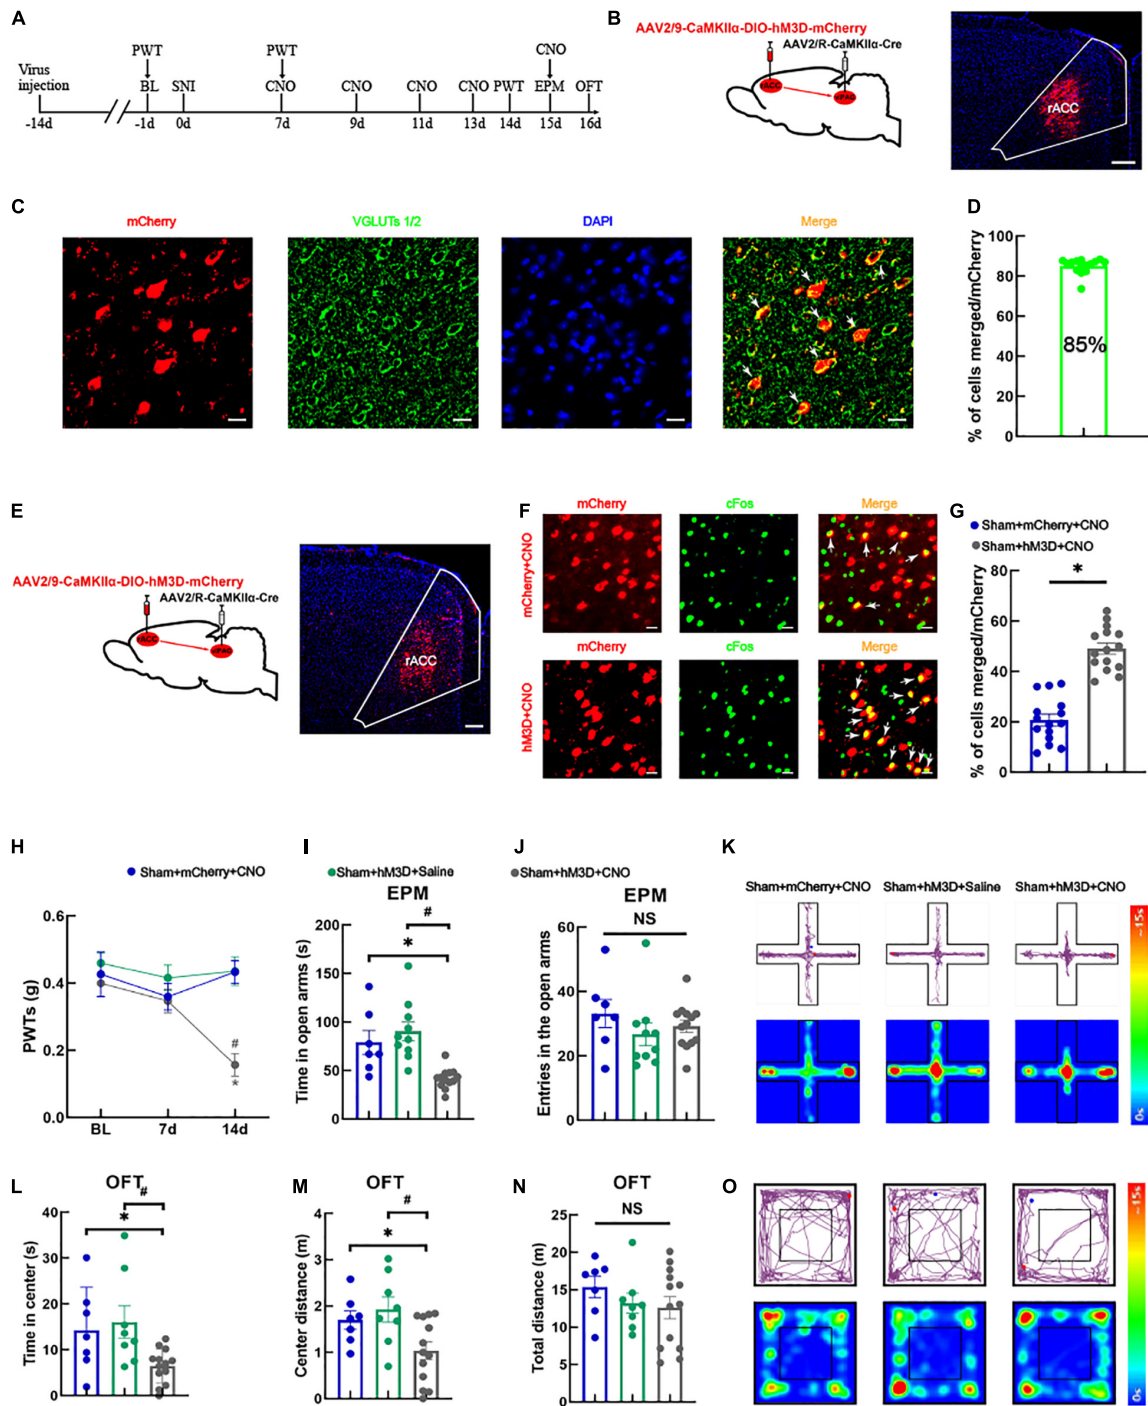 A
PWT PWT CNO
Virus
injection
BL SNI CNO CNO CNO CNO PWT EPM OFT
-14d -1d 0d 7d 9d 11d 13d 14d 15d 16d
B
AAV2/9-CaMKIIα-DIO-hM3D-mCherry
AAV2/R-CaMKIIα-Cre
rACC vlPAG
rACC
C
mCherry VGLUTs 1/2 DAPI Merge
D
% of cells merged/mCherry
100
80
60
40
20
0
85%
E
AAV2/9-CaMKIIα-DIO-hM3D-mCherry
AAV2/R-CaMKIIα-Cre
rACC vlPAG
rACC
F
mCherry cFos Merge
mCherry+CNO
mCherry cFos Merge
hM3D+CNO
G
Sham+mCherry+CNO
Sham+hM3D+CNO
% of cells merged/mCherry
80
60
40
20
0
*
H
Sham+mCherry+CNO
PWTs (g)
0.6
0.4
0.2
0.0
#
*
BL 7d 14d
I
Sham+hM3D+Saline
EPM
Time in open arms (s)
200
150
100
50
0
#
*
J
Sham+hM3D+CNO
EPM
Entries in the open arms
60
40
20
0
NS
K
Sham+mCherry+CNO Sham+hM3D+Saline Sham+hM3D+CNO
~15s
0s
L
OFT
Time in center (s)
40
30
20
10
0
#
*
M
OFT
Center distance (m)
4
3
2
1
0
#
*
N
OFT
Total distance (m)
25
20
15
10
5
0
NS
O
~15s
0s